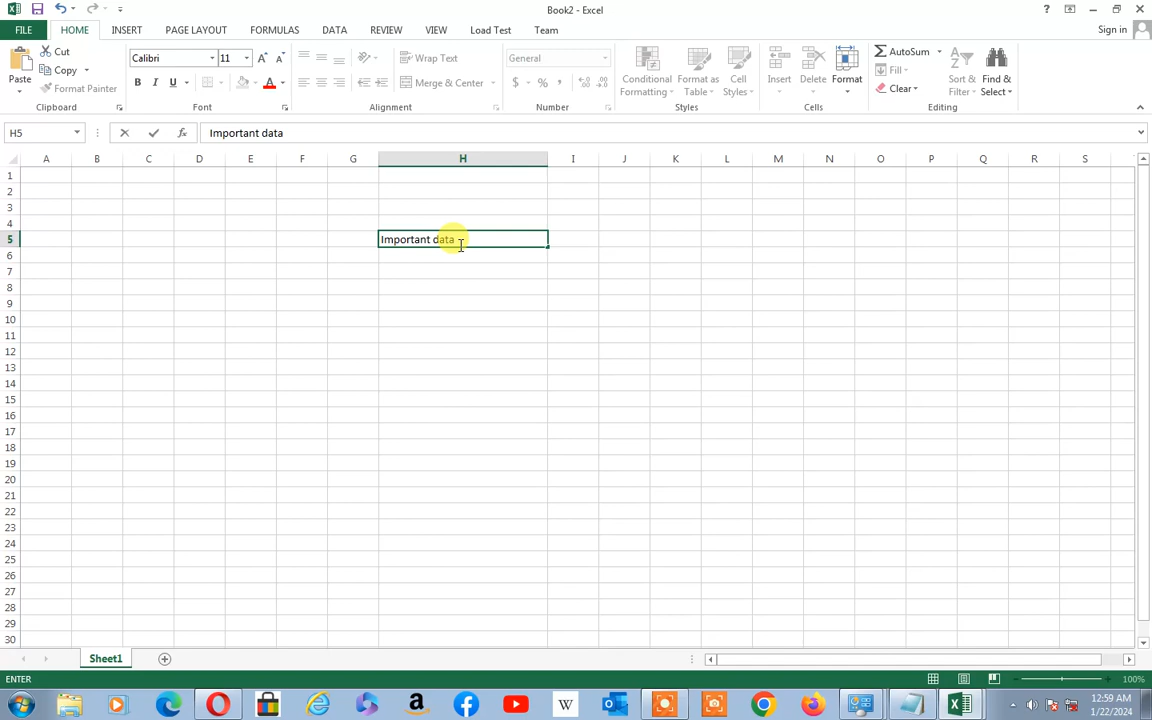 Book2 - Excel
FILE HOME INSERT PAGE LAYOUT FORMULAS DATA REVIEW VIEW Load Test Team Sign in
Cut Calibri 11 Wrap Text General AutoSum
Paste Copy Conditional Formatting Format as Table Cell Styles Insert Delete Format Fill Sort & Filter Find & Select
Format Painter Merge & Center $ % Clear
Clipboard Font Alignment Number Styles Cells Editing
H5 Important data
A B C D E F G H I J K L M N O P Q R S
1
2
3
4
5 Important data
6
7
8
9
10
11
12
13
14
15
16
17
18
19
20
21
22
23
24
25
26
27
28
29
30
Sheet1
ENTER 100%
12:59 AM
1/22/2024